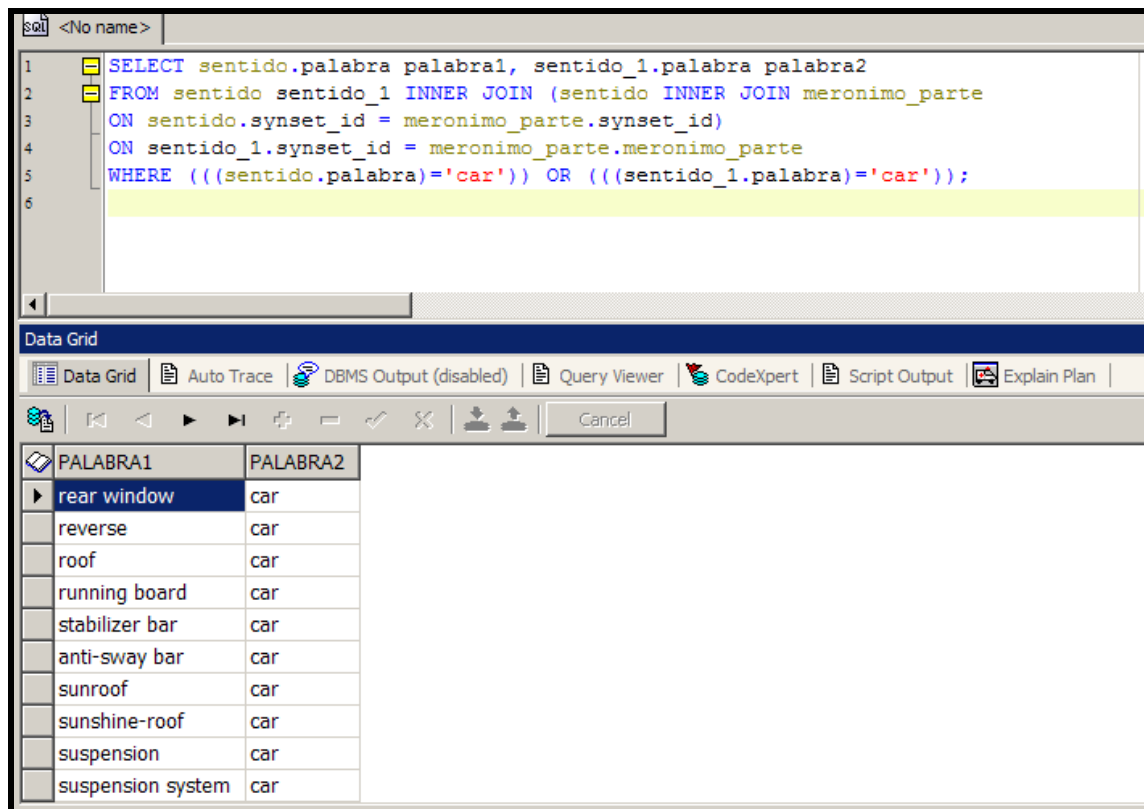 SQL <No name>
1 SELECT sentido.palabra palabra1, sentido_1.palabra palabra2
2 FROM sentido sentido_1 INNER JOIN (sentido INNER JOIN meronimo_parte
3 ON sentido.synset_id = meronimo_parte.synset_id)
4 ON sentido_1.synset_id = meronimo_parte.meronimo_parte
5 WHERE (((sentido.palabra)='car')) OR (((sentido_1.palabra)='car'));
6
Data Grid
Data Grid Auto Trace DBMS Output (disabled) Query Viewer CodeXpert Script Output Explain Plan
Cancel
PALABRA1 PALABRA2
rear window car
reverse car
roof car
running board car
stabilizer bar car
anti-sway bar car
sunroof car
sunshine-roof car
suspension car
suspension system car